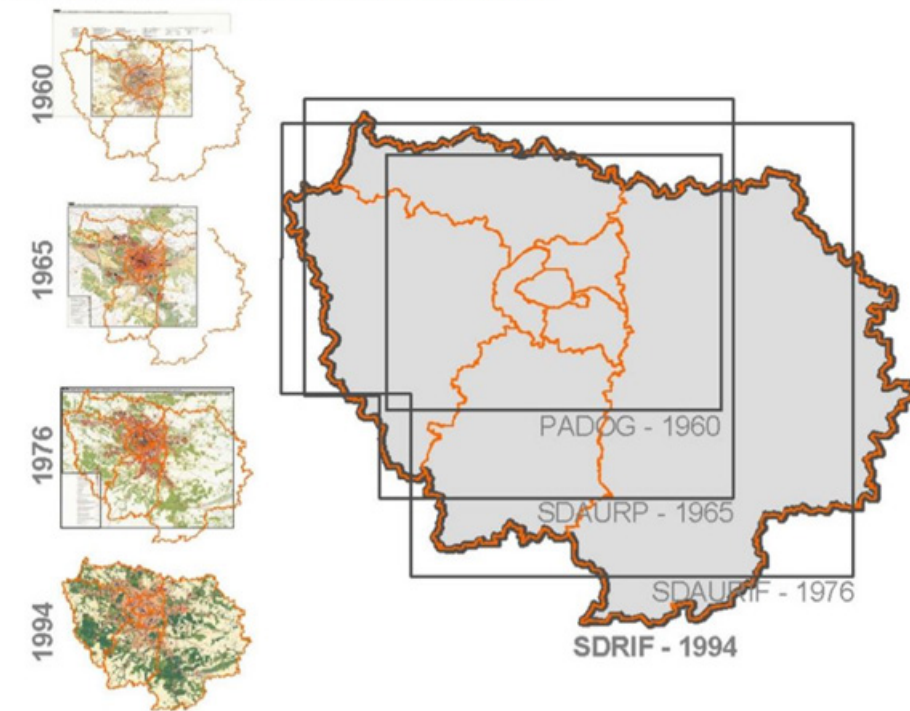 1960
1965
1976
1994
PADOG - 1960
SDAURP - 1965
SDAURIF - 1976
SDRIF - 1994